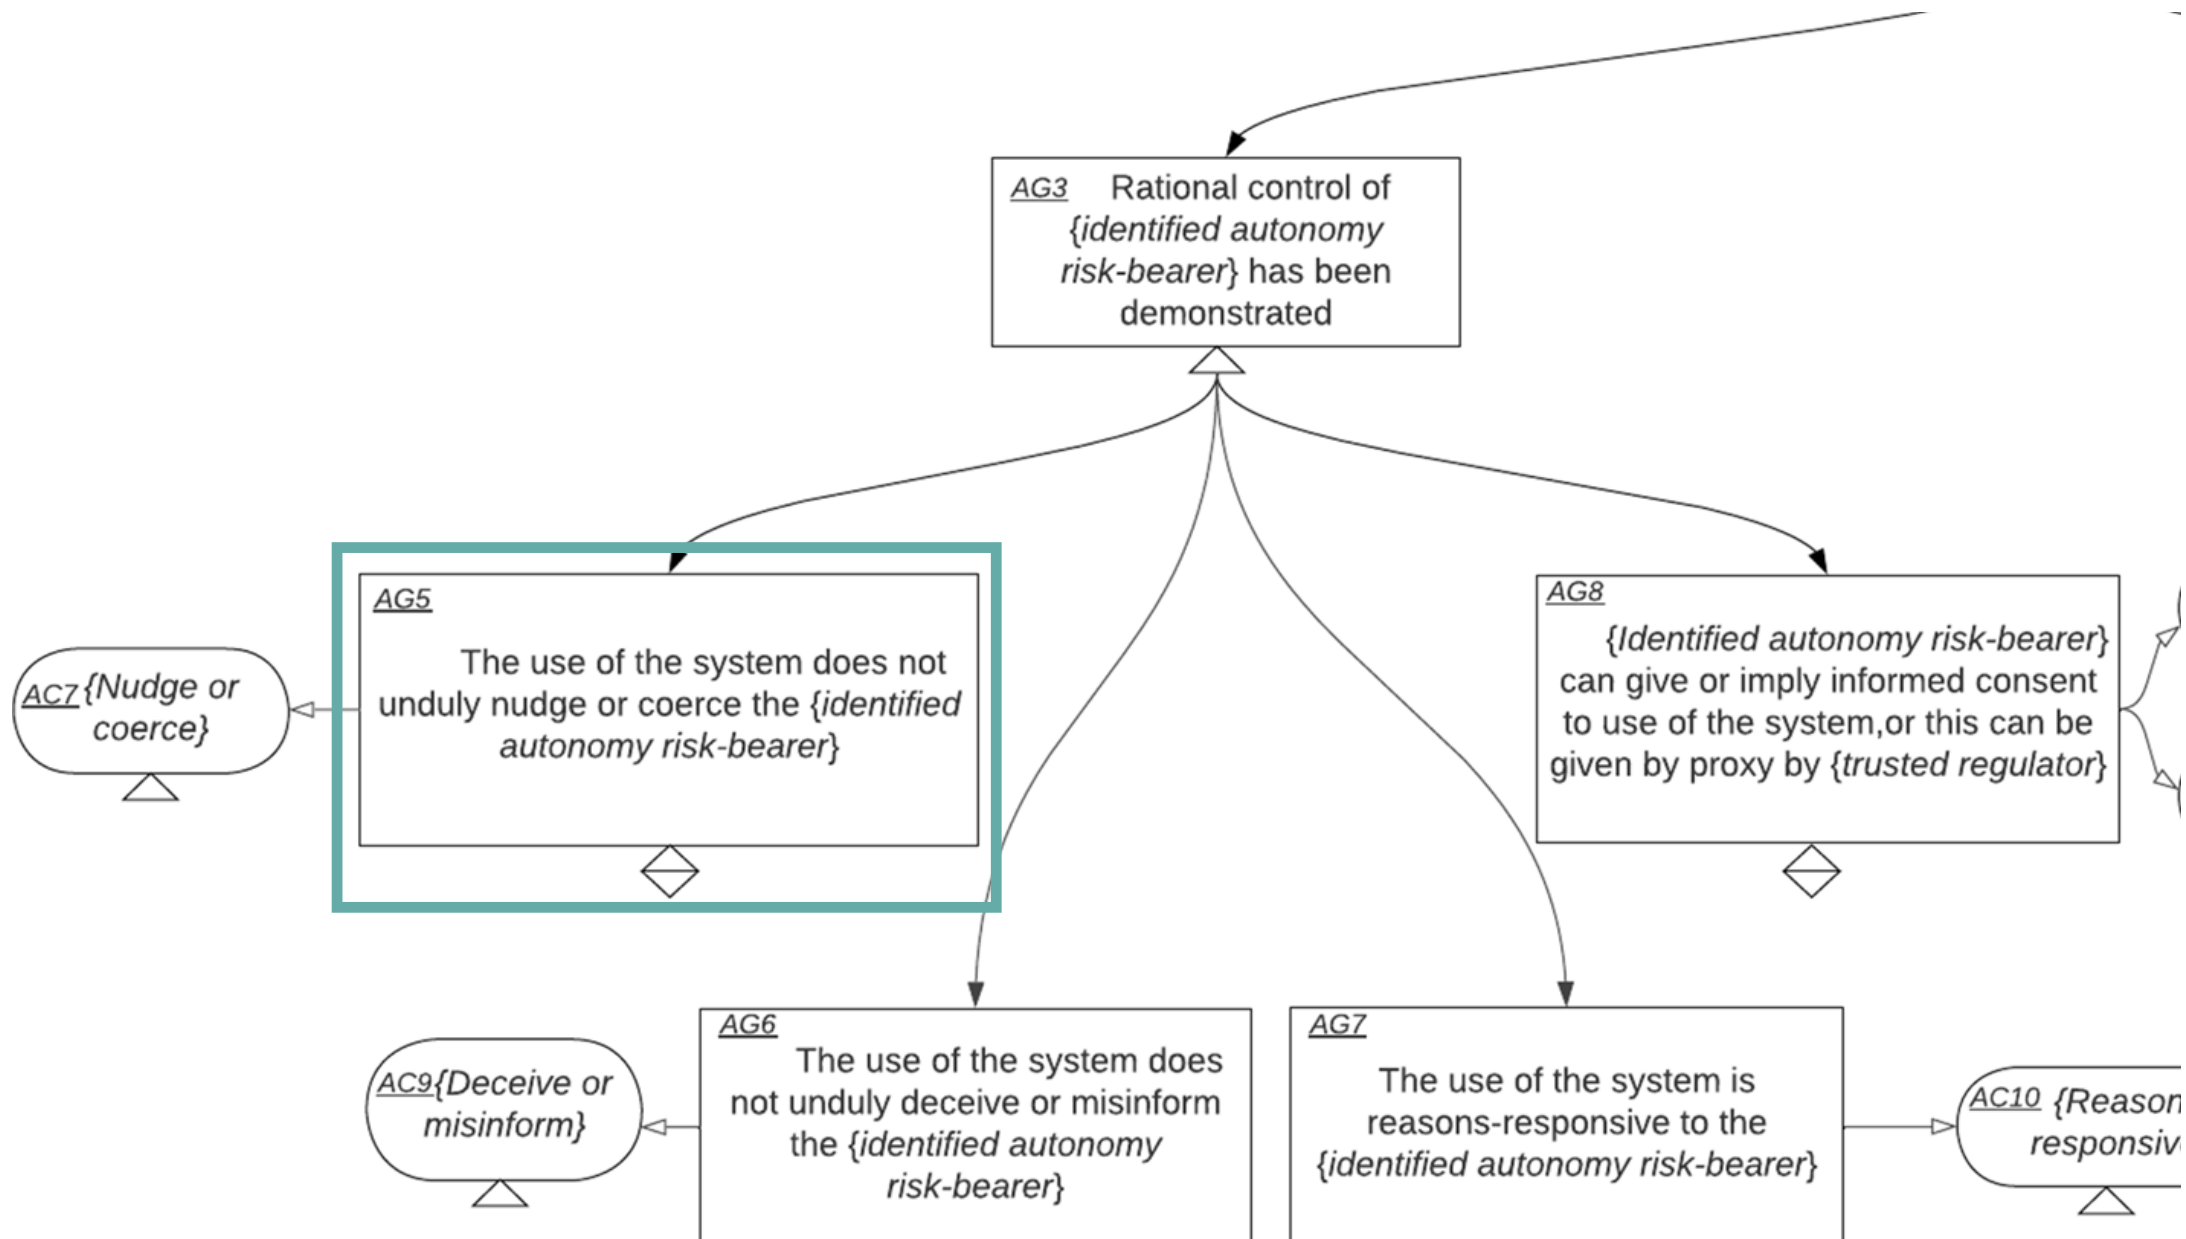 AG3 Rational control of
{identified autonomy
risk-bearer} has been
demonstrated
AG5
The use of the system does not
unduly nudge or coerce the {identified
autonomy risk-bearer}
AC7 {Nudge or
coerce}
AG8
{Identified autonomy risk-bearer}
can give or imply informed consent
to use of the system,or this can be
given by proxy by {trusted regulator}
AG6
The use of the system does
not unduly deceive or misinform
the {identified autonomy
risk-bearer}
AC9{Deceive or
misinform}
AG7
The use of the system is
reasons-responsive to the
{identified autonomy risk-bearer}
AC10 {Reason
responsiv